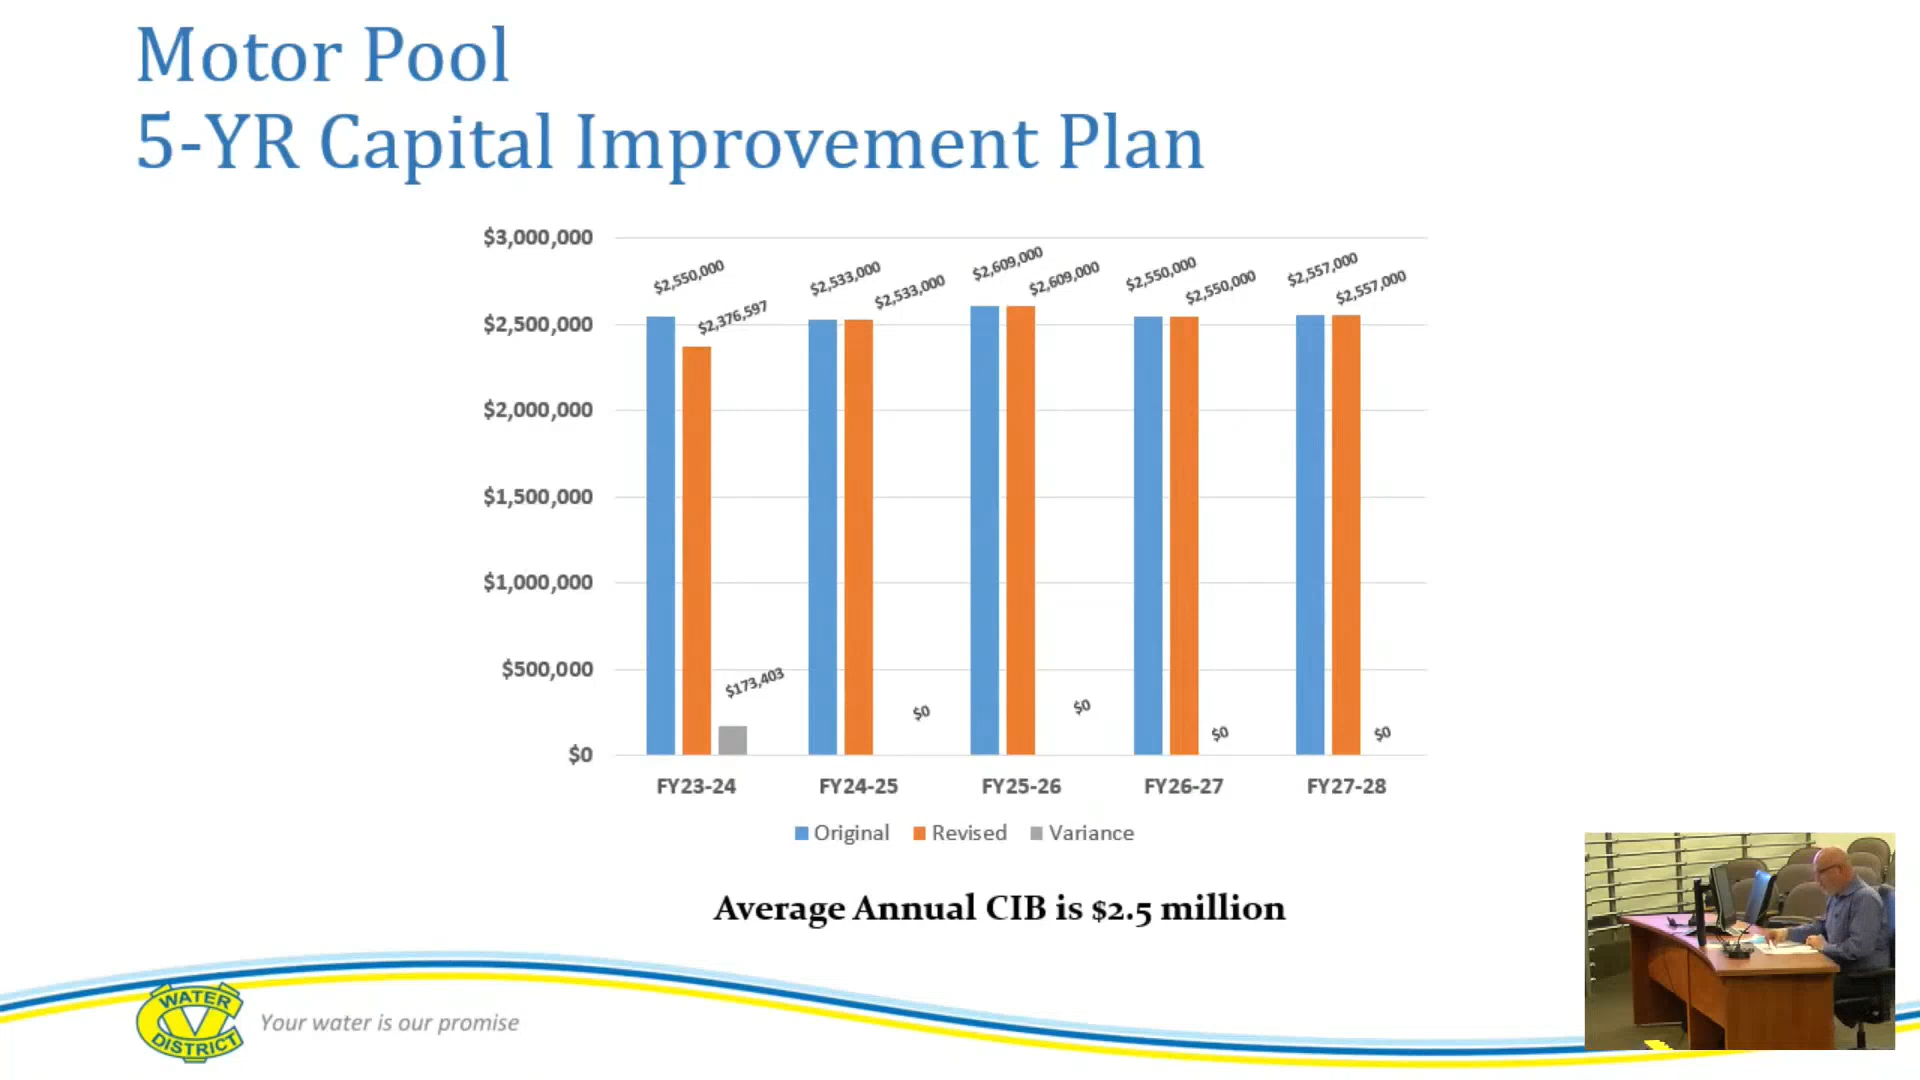 Motor Pool
5-YR Capital Improvement Plan
$3,000,000
$2,500,000
$2,000,000
$1,500,000
$1,000,000
$500,000
$0
$2,550,000
$2,376,597
$173,403
$2,533,000
$2,533,000
$0
$2,609,000
$2,609,000
$0
$2,550,000
$2,550,000
$0
$2,557,000
$2,557,000
$0
FY23-24 FY24-25 FY25-26 FY26-27 FY27-28
Original Revised Variance
Average Annual CIB is $2.5 million
WATER
CV
DISTRICT
Your water is our promise